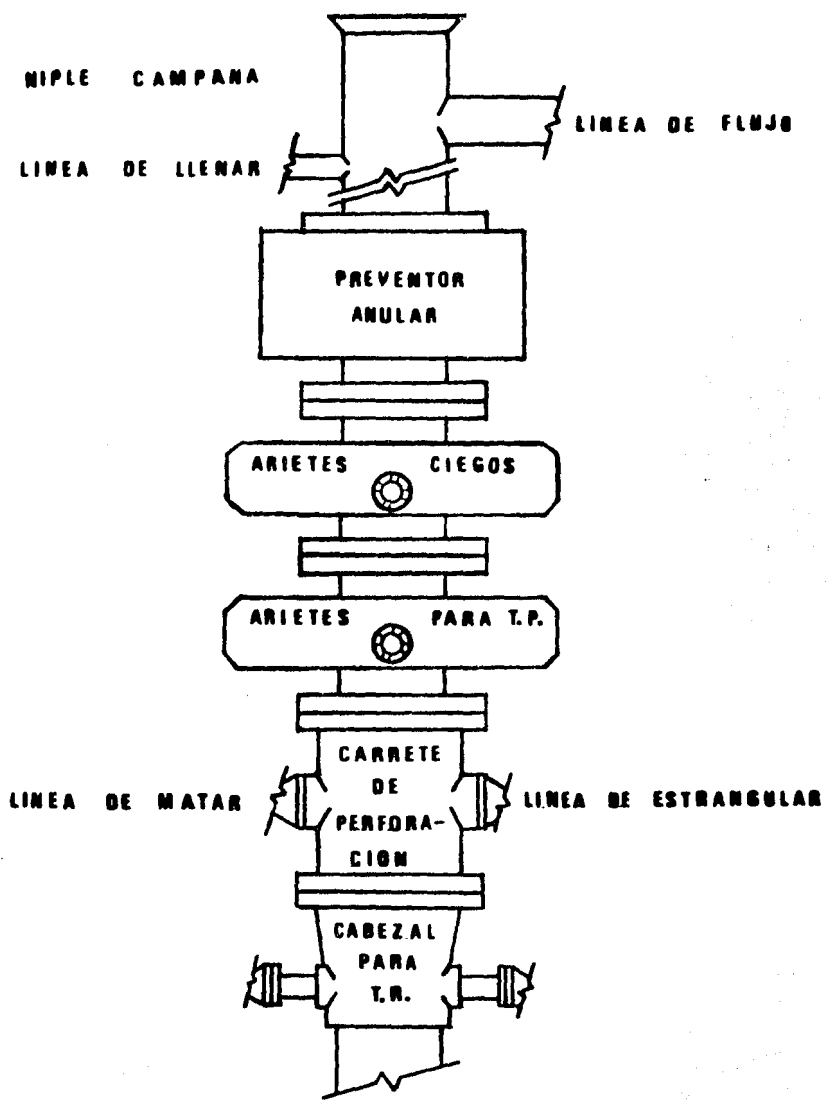 NIPLE CAMPANA
LINEA DE FLUJO
LINEA DE LLENAR
PREVENTOR
ANULAR
ARIETES CIEGOS
ARIETES PARA T.P.
CARRETE
DE
PERFORA-
CION
LINEA DE MATAR
LINEA DE ESTRANGULAR
CABEZAL
PARA
T.R.